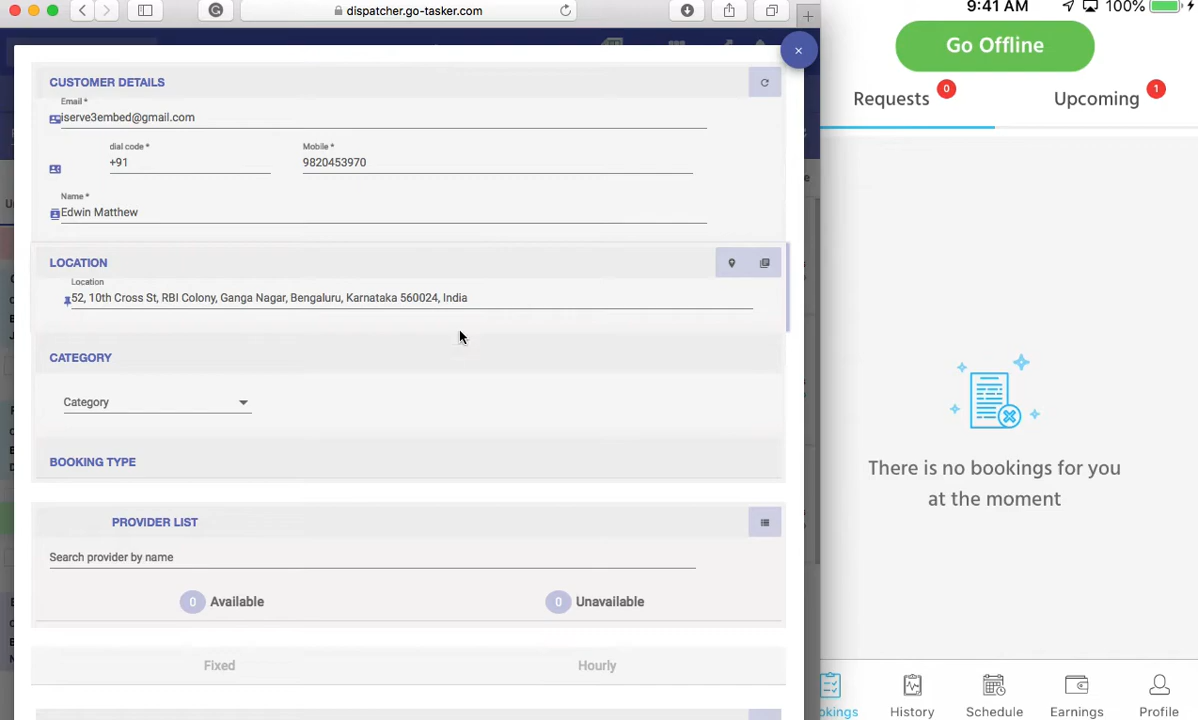 dispatcher.go-tasker.com
CUSTOMER DETAILS
Email *
iserve3embed@gmail.com
dial code *
Mobile *
+91
9820453970
Name *
Edwin Matthew
LOCATION
Location
52, 10th Cross St, RBI Colony, Ganga Nagar, Bengaluru, Karnataka 560024, India
CATEGORY
Category
BOOKING TYPE
PROVIDER LIST
Search provider by name
0 Available
0 Unavailable
Fixed
Hourly
9:41 AM
100%
Go Offline
Requests 0
Upcoming 1
There is no bookings for you
at the moment
okings
History
Schedule
Earnings
Profile